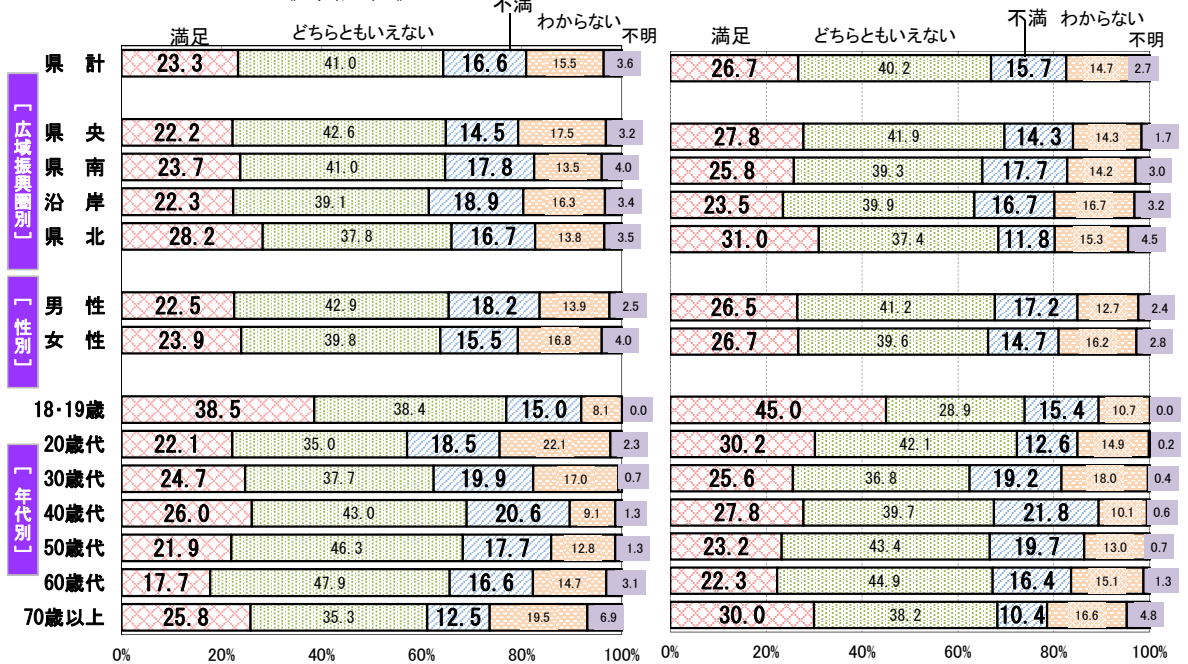 不満 不満 わからない
満足 どちらともいえない わからない 不明 満足 どちらともいえない 不明
県 計 23.3 41.0 16.6 15.5 3.6 26.7 40.2 15.7 14.7 2.7
[広域振興圏別]
県 央 22.2 42.6 14.5 17.5 3.2 27.8 41.9 14.3 14.3 1.7
県 南 23.7 41.0 17.8 13.5 4.0 25.8 39.3 17.7 14.2 3.0
沿 岸 22.3 39.1 18.9 16.3 3.4 23.5 39.9 16.7 16.7 3.2
県 北 28.2 37.8 16.7 13.8 3.5 31.0 37.4 11.8 15.3 4.5
[性別]
男 性 22.5 42.9 18.2 13.9 2.5 26.5 41.2 17.2 12.7 2.4
女 性 23.9 39.8 15.5 16.8 4.0 26.7 39.6 14.7 16.2 2.8
18・19歳 38.5 38.4 15.0 8.1 0.0 45.0 28.9 15.4 10.7 0.0
[年代別]
20歳代 22.1 35.0 18.5 22.1 2.3 30.2 42.1 12.6 14.9 0.2
30歳代 24.7 37.7 19.9 17.0 0.7 25.6 36.8 19.2 18.0 0.4
40歳代 26.0 43.0 20.6 9.1 1.3 27.8 39.7 21.8 10.1 0.6
50歳代 21.9 46.3 17.7 12.8 1.3 23.2 43.4 19.7 13.0 0.7
60歳代 17.7 47.9 16.6 14.7 3.1 22.3 44.9 16.4 15.1 1.3
70歳以上 25.8 35.3 12.5 19.5 6.9 30.0 38.2 10.4 16.6 4.8
0% 20% 40% 60% 80% 100% 0% 20% 40% 60% 80% 100%